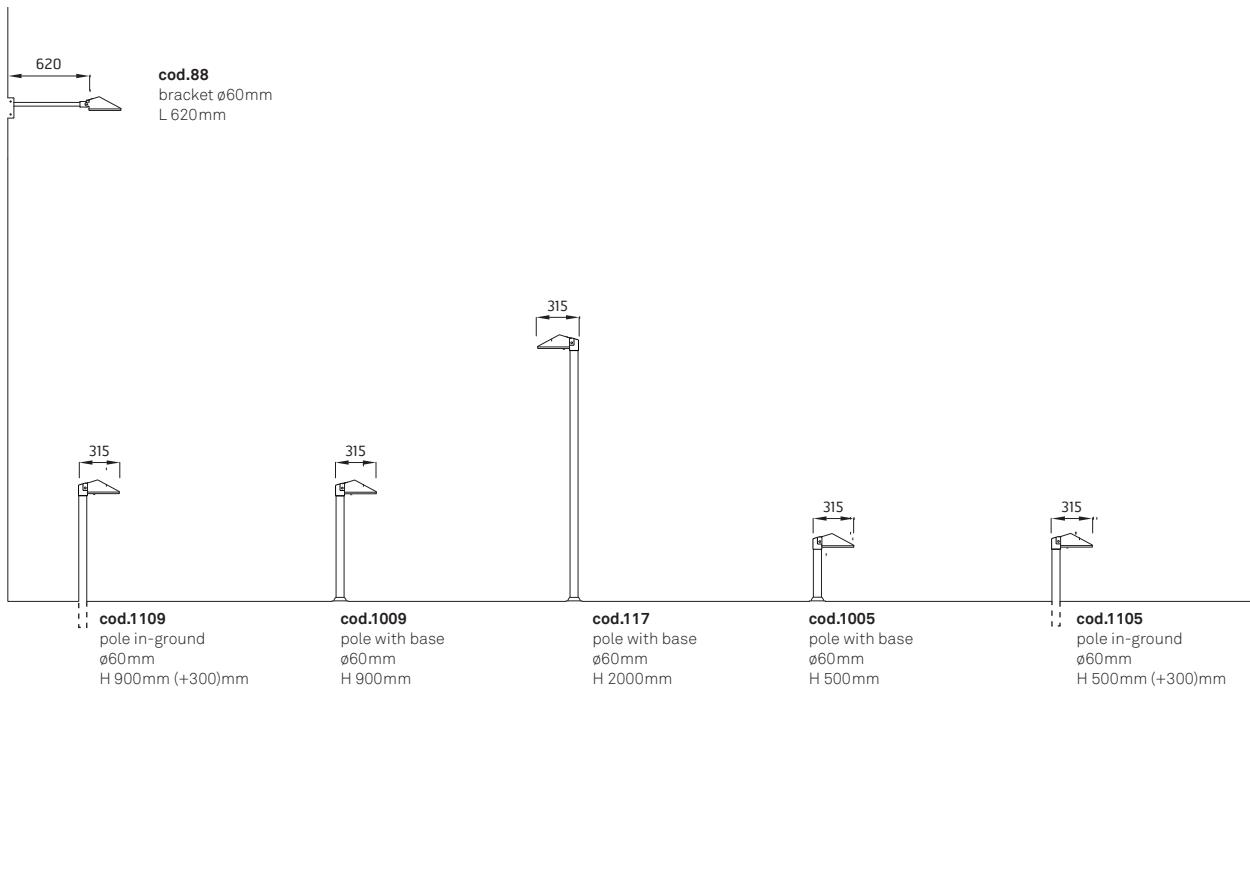 620
cod.88
bracket ø60mm
L 620mm
315
315
315
315
315
cod.1109
pole in-ground
ø60mm
H 900mm (+300)mm
cod.1009
pole with base
ø60mm
H 900mm
cod.117
pole with base
ø60mm
H 2000mm
cod.1005
pole with base
ø60mm
H 500mm
cod.1105
pole in-ground
ø60mm
H 500mm (+300)mm